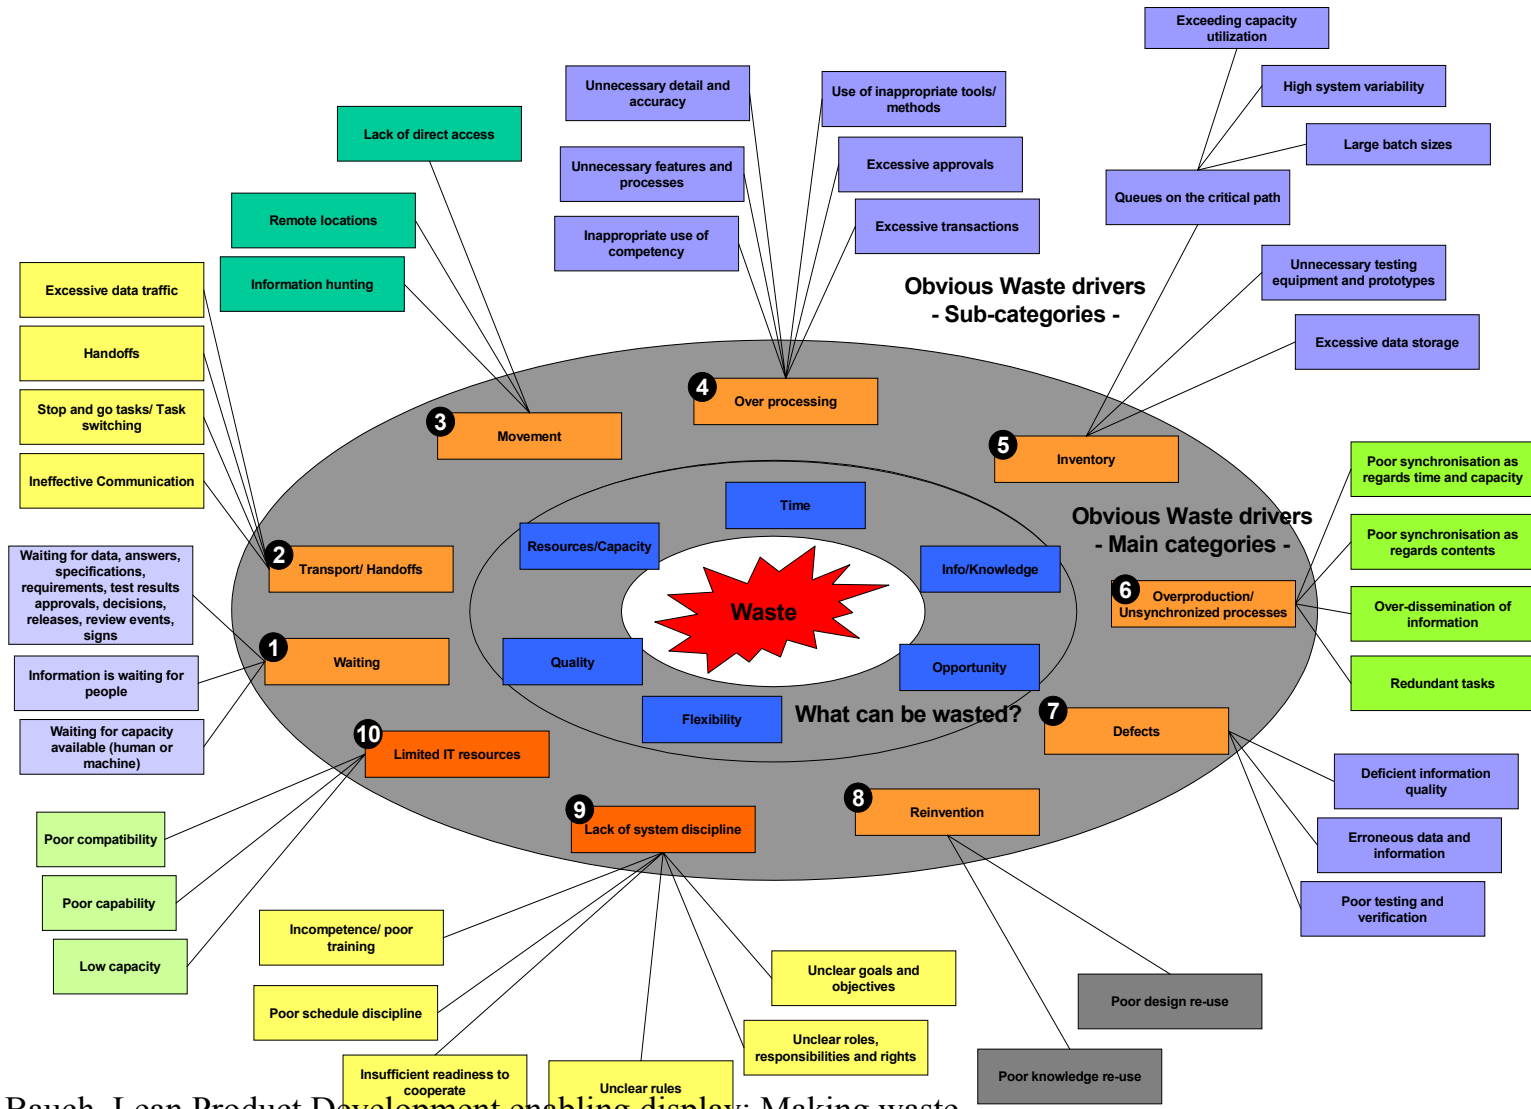 Exceeding capacity
utilization
High system variability
Large batch sizes
Queues on the critical path
Unnecessary testing
equipment and prototypes
Excessive data storage
Unnecessary detail and
accuracy
Unnecessary features and
processes
Inappropriate use of
competency
Use of inappropriate tools/
methods
Excessive approvals
Excessive transactions
Lack of direct access
Remote locations
Information hunting
Obvious Waste drivers
- Sub-categories -
Excessive data traffic
Handoffs
Stop and go tasks/ Task
switching
Ineffective Communication
Waiting for data, answers,
specifications,
requirements, test results
approvals, decisions,
releases, review events,
signs
Information is waiting for
people
Waiting for capacity
available (human or
machine)
4
Over processing
3
Movement
5
Inventory
2
Transport/ Handoffs
1
Waiting
10
Limited IT resources
9
Lack of system discipline
8
Reinvention
7
Defects
6
Overproduction/
Unsynchronized processes
Obvious Waste drivers
- Main categories -
Time
Resources/Capacity
Info/Knowledge
Waste
Quality
Opportunity
Flexibility
What can be wasted?
Poor synchronisation as
regards time and capacity
Poor synchronisation as
regards contents
Over-dissemination of
information
Redundant tasks
Deficient information
quality
Erroneous data and
information
Poor testing and
verification
Poor compatibility
Poor capability
Low capacity
Incompetence/ poor
training
Poor schedule discipline
Insufficient readiness to
cooperate
Unclear rules
Unclear goals and
objectives
Unclear roles,
responsibilities and rights
Poor design re-use
Poor knowledge re-use
Bauch, Lean Product Development enabling display: Making waste